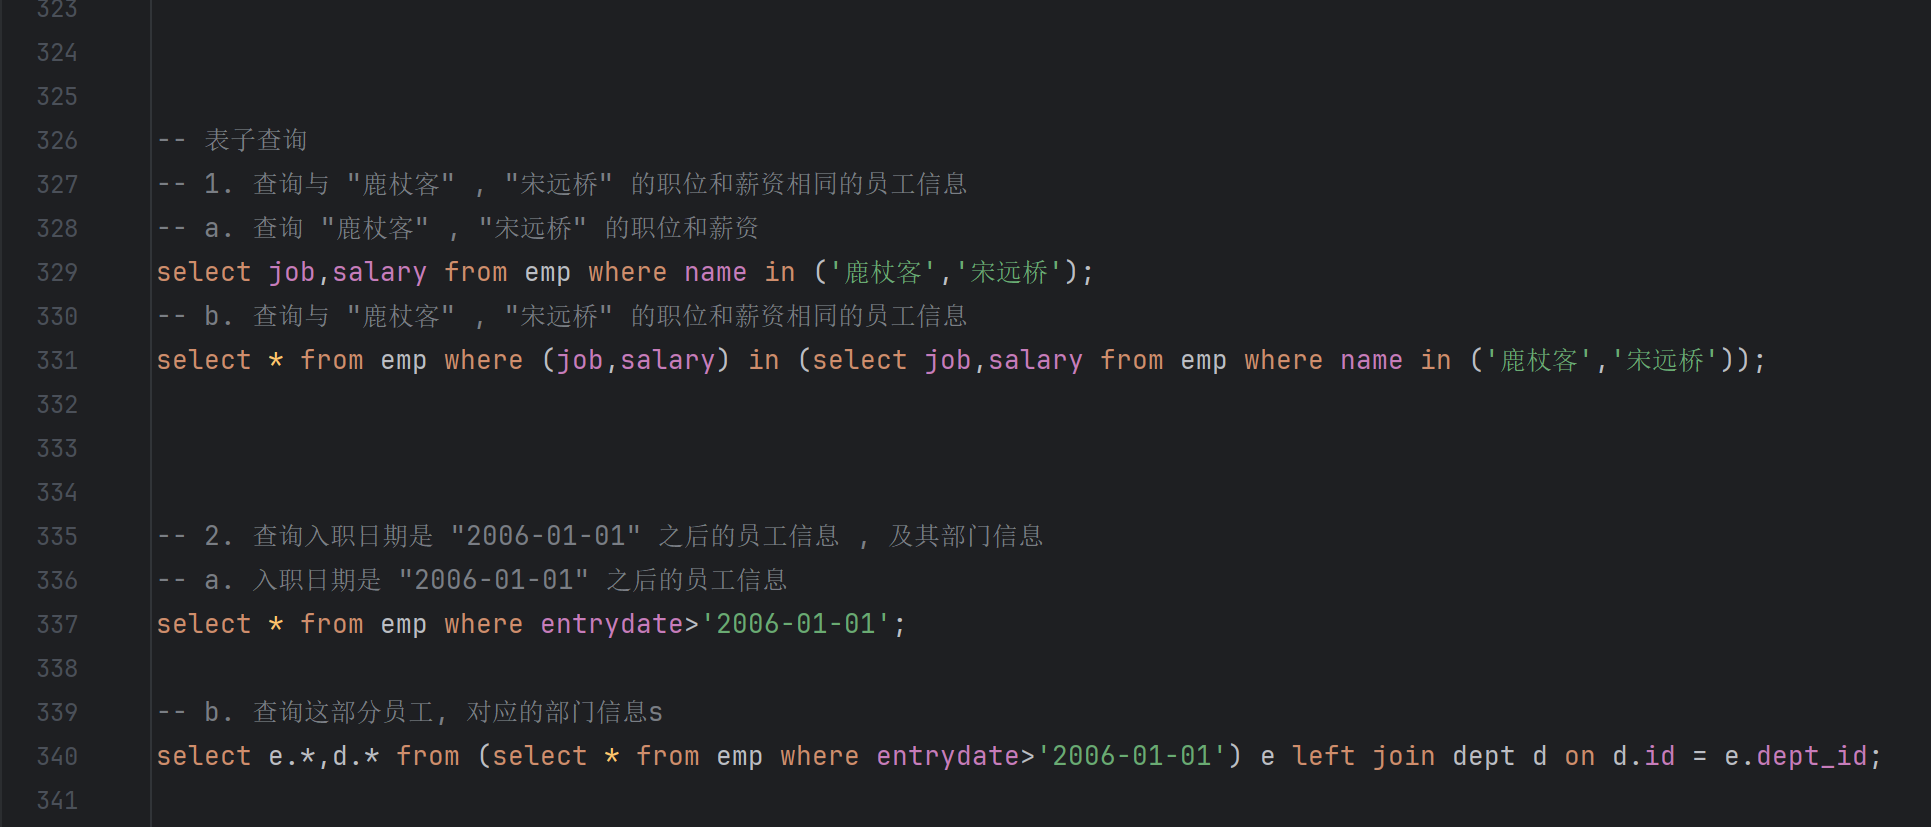 323
324
325
326 -- 表子查询
327 -- 1. 查询与 "鹿杖客" , "宋远桥" 的职位和薪资相同的员工信息
328 -- a. 查询 "鹿杖客" , "宋远桥" 的职位和薪资
329 select job,salary from emp where name in ('鹿杖客','宋远桥');
330 -- b. 查询与 "鹿杖客" , "宋远桥" 的职位和薪资相同的员工信息
331 select * from emp where (job,salary) in (select job,salary from emp where name in ('鹿杖客','宋远桥'));
332
333
334
335 -- 2. 查询入职日期是 "2006-01-01" 之后的员工信息 , 及其部门信息
336 -- a. 入职日期是 "2006-01-01" 之后的员工信息
337 select * from emp where entrydate>'2006-01-01';
338
339 -- b. 查询这部分员工, 对应的部门信息s
340 select e.*,d.* from (select * from emp where entrydate>'2006-01-01') e left join dept d on d.id = e.dept_id;
341